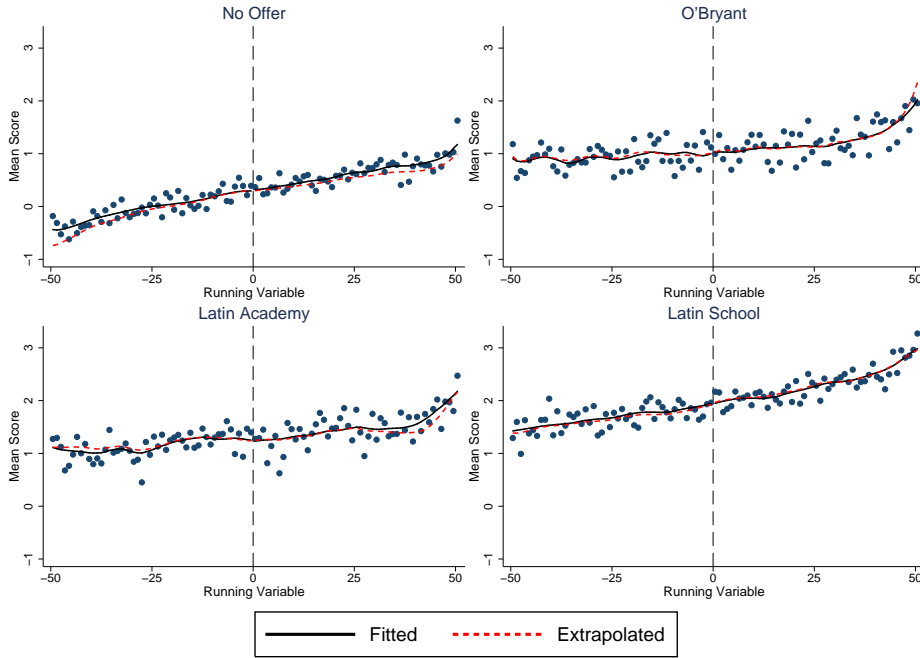 No Offer
Mean Score
−1
0
1
2
3
−50
−25
0
25
50
Running Variable
O'Bryant
Mean Score
−1
0
1
2
3
−50
−25
0
25
50
Running Variable
Latin Academy
Mean Score
−1
0
1
2
3
−50
−25
0
25
50
Running Variable
Latin School
Mean Score
−1
0
1
2
3
−50
−25
0
25
50
Running Variable
Fitted
Extrapolated